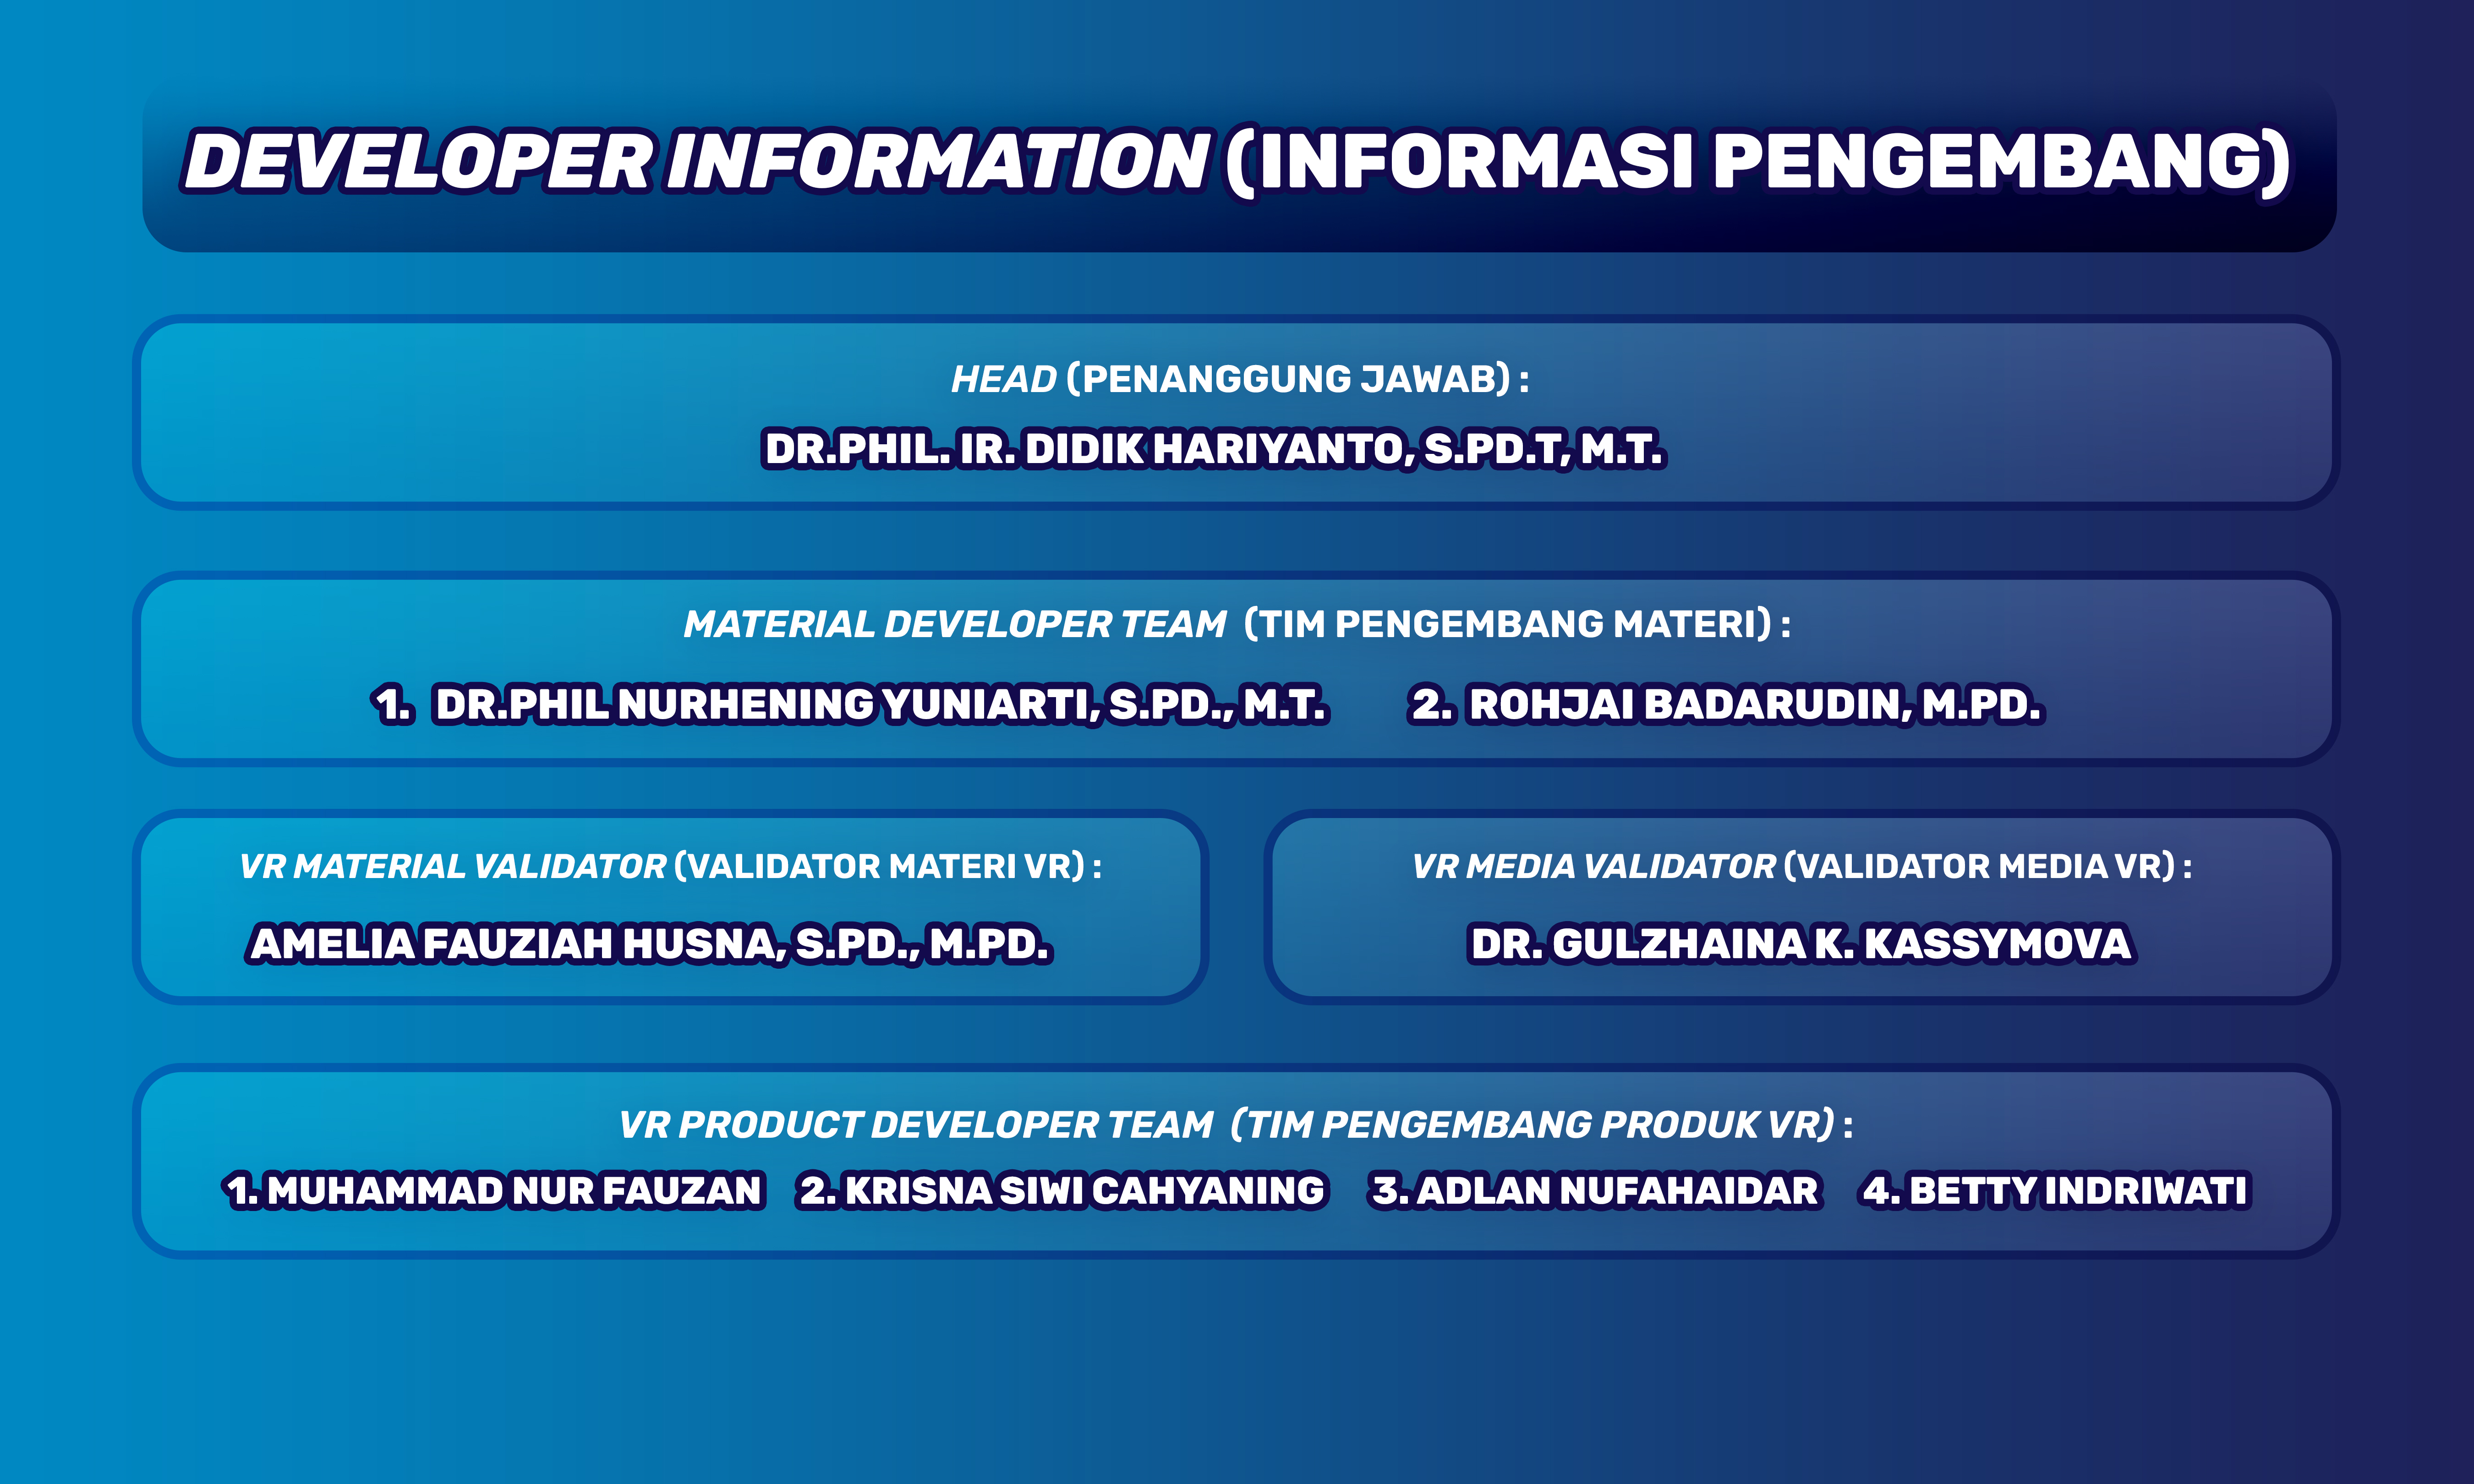 DEVELOPER INFORMATION (INFORMASI PENGEMBANG)
HEAD (PENANGGUNG JAWAB) :
DR.PHIL. IR. DIDIK HARIYANTO, S.PD.T, M.T.
MATERIAL DEVELOPER TEAM (TIM PENGEMBANG MATERI) :
1. DR.PHIL NURHENING YUNIARTI, S.PD., M.T. 2. ROHJAI BADARUDIN, M.PD.
VR MATERIAL VALIDATOR (VALIDATOR MATERI VR) :
AMELIA FAUZIAH HUSNA, S.PD., M.PD.
VR MEDIA VALIDATOR (VALIDATOR MEDIA VR) :
DR. GULZHAINA K. KASSYMOVA
VR PRODUCT DEVELOPER TEAM (TIM PENGEMBANG PRODUK VR) :
1. MUHAMMAD NUR FAUZAN 2. KRISNA SIWI CAHYANING 3. ADLAN NUFAHAIDAR 4. BETTY INDRIWATI